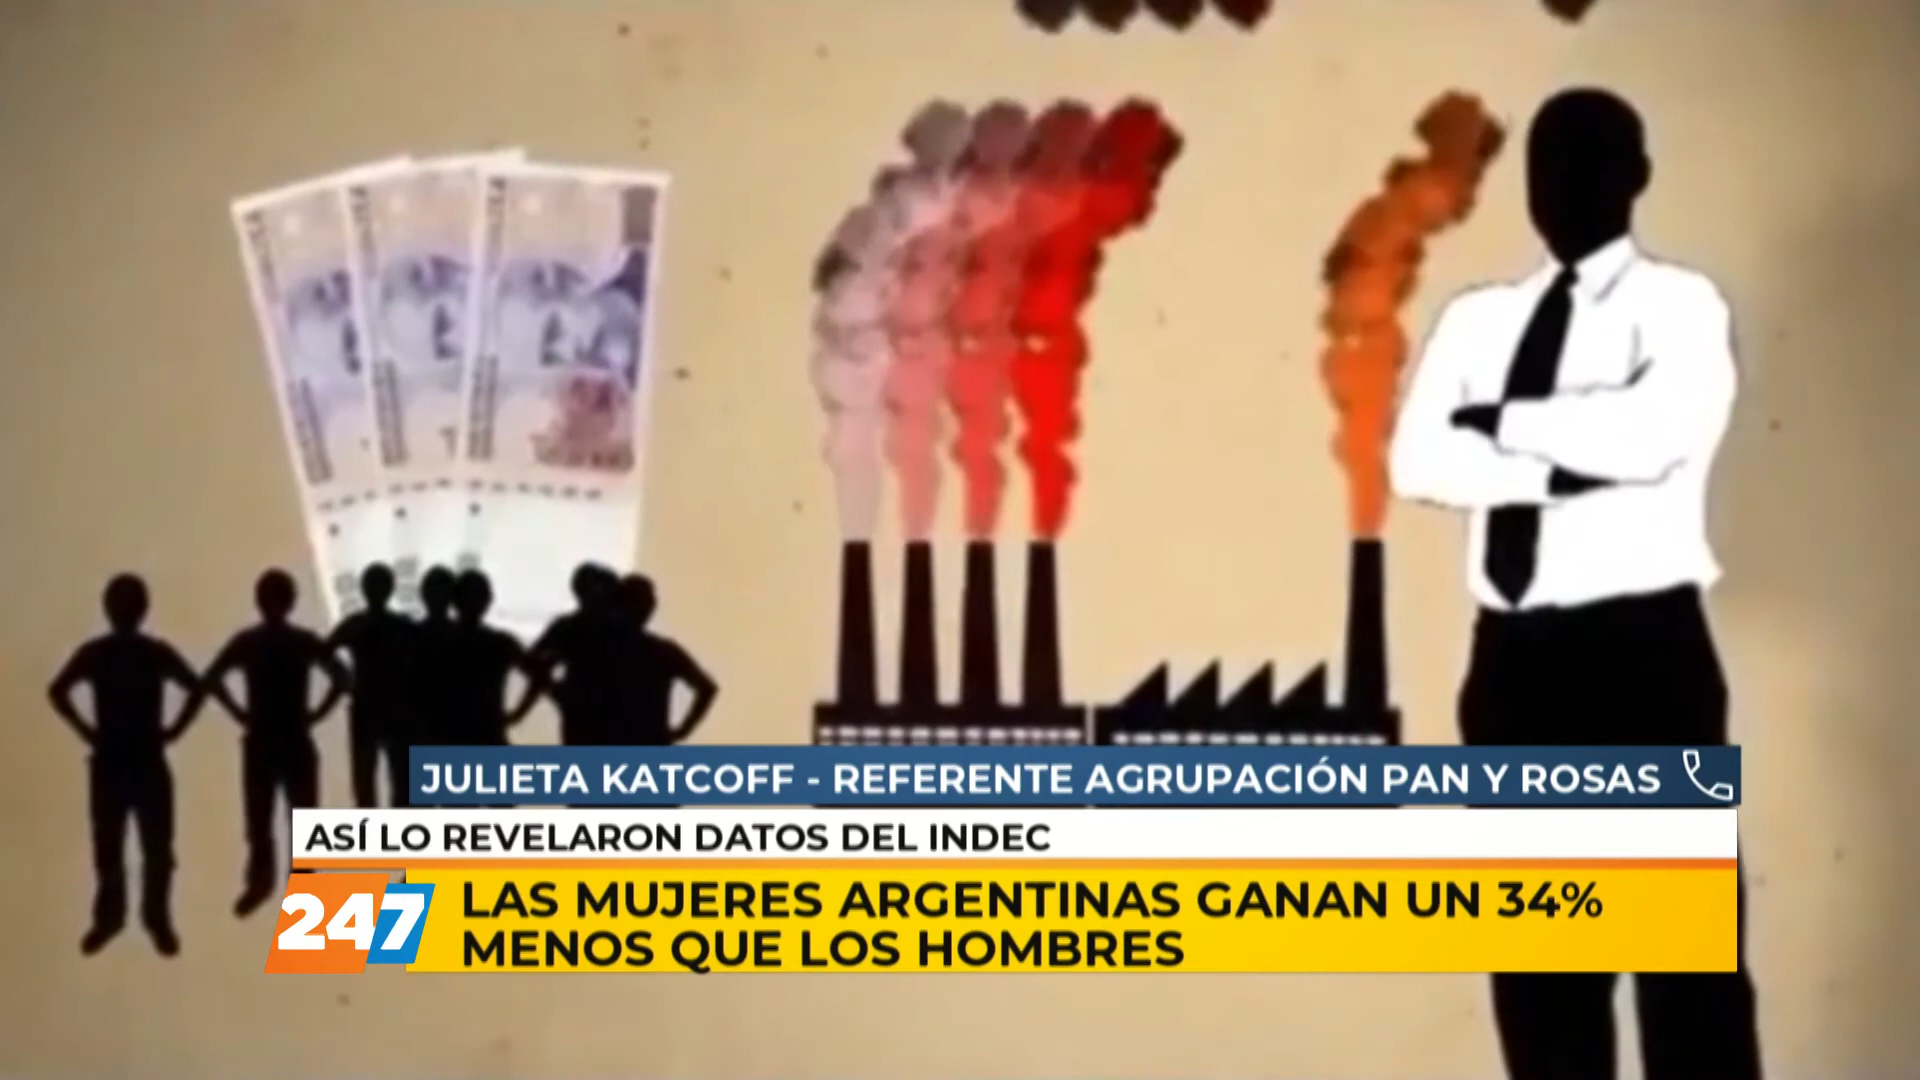 JULIETA KATCOFF - REFERENTE AGRUPACIÓN PAN Y ROSAS
ASÍ LO REVELARON DATOS DEL INDEC
247
LAS MUJERES ARGENTINAS GANAN UN 34%
MENOS QUE LOS HOMBRES